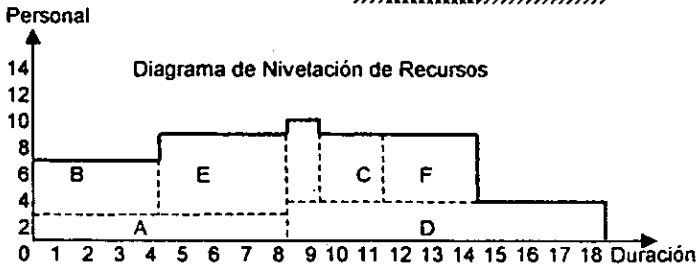 Personal
14 Diagrama de Nivelación de Recursos
12
10
8
6 B E C F
4
2 A D
0 1 2 3 4 5 6 7 8 9 10 11 12 13 14 15 16 17 18 Duración